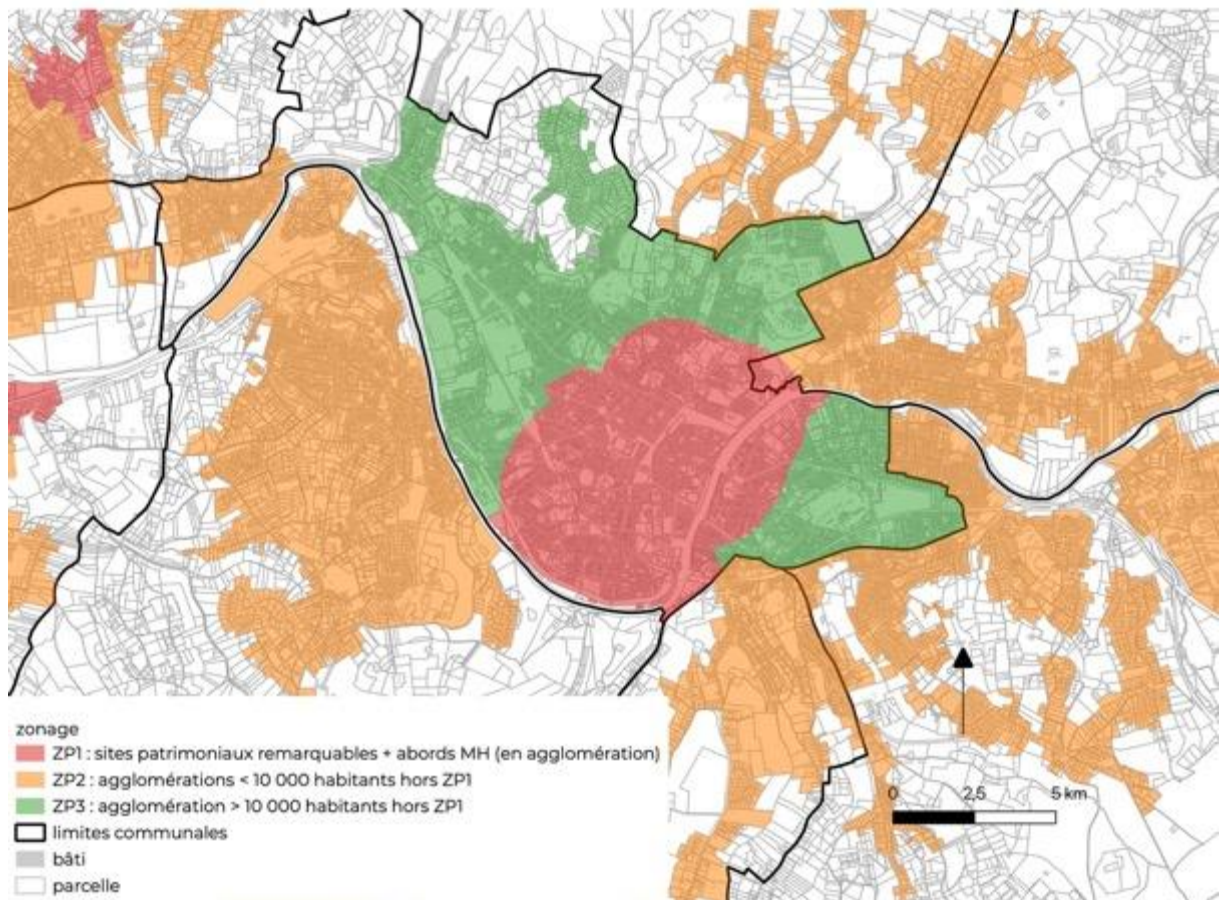 zonage
ZP1 : sites patrimoniaux remarquables + abords MH (en agglomération)
ZP2 : agglomérations < 10 000 habitants hors ZP1
ZP3 : agglomération > 10 000 habitants hors ZP1
limites communales
bâti
parcelle
0 2,5 5 km